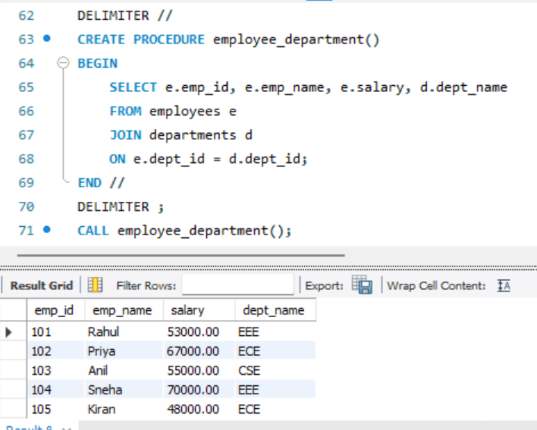 62 DELIMITER //
63 CREATE PROCEDURE employee_department()
64 BEGIN
65 SELECT e.emp_id, e.emp_name, e.salary, d.dept_name
66 FROM employees e
67 JOIN departments d
68 ON e.dept_id = d.dept_id;
69 END //
70 DELIMITER ;
71 CALL employee_department();
Result Grid Filter Rows: Export: Wrap Cell Content:
emp_id emp_name salary dept_name
101 Rahul 53000.00 EEE
102 Priya 67000.00 ECE
103 Anil 55000.00 CSE
104 Sneha 70000.00 EEE
105 Kiran 48000.00 ECE